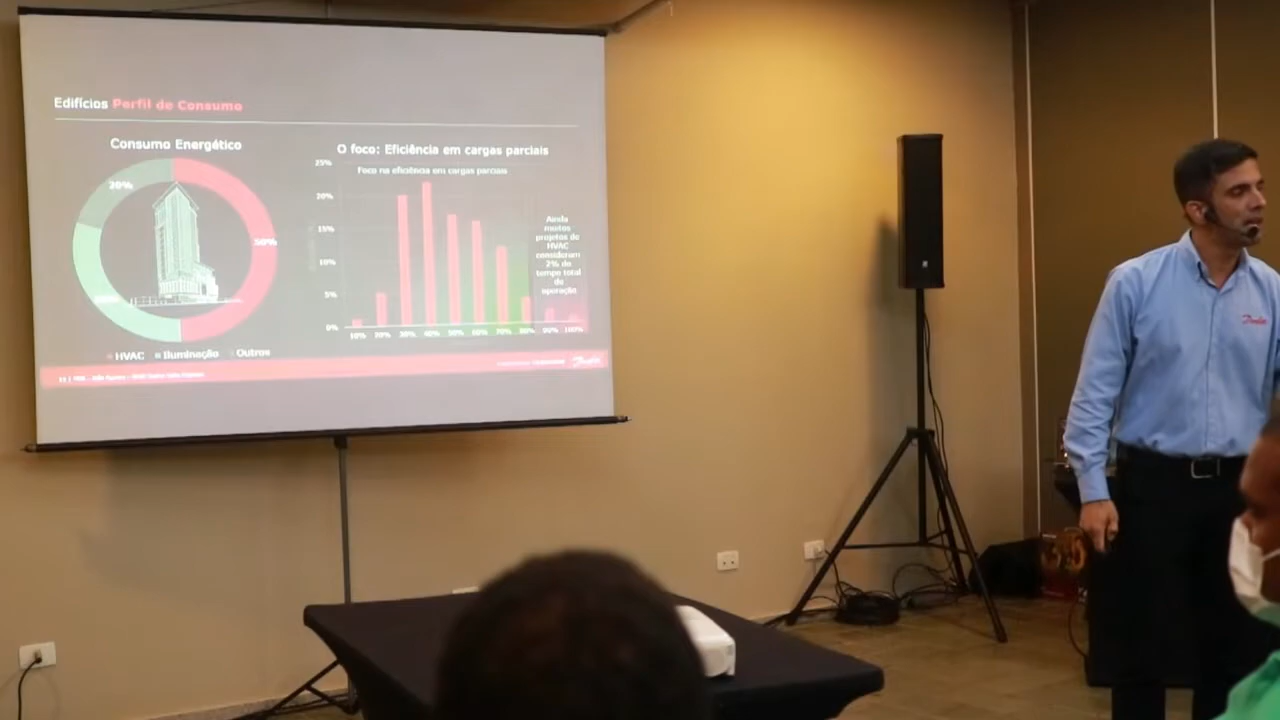 Edifícios Perfil de Consumo
Consumo Energético
20%
50%
HVAC Iluminação Outros
O foco: Eficiência em cargas parciais
Foco na eficiência em cargas parciais
25%
20%
15%
10%
5%
0%
10% 20% 30% 40% 50% 60% 70% 80% 90% 100%
Ainda
muitos
projetos de
HVAC
consideram
2% do
tempo total
de
operação
Danfoss
Danfoss